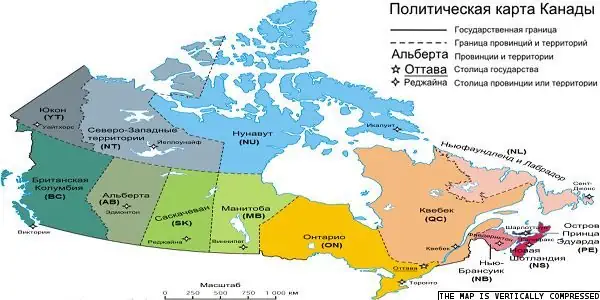 Политическая карта Канады
Государственная граница
Граница провинций и территорий
Альберта Провинции и территории
Оттава Столица государства
Реджайна Столица провинции или территории
Юкон
(YT)
Уайтхорс
Северо-Западные
территории
(NT)
Йеллоунайф
Нунавут
(NU)
Икалуит
Ньюфаундленд и Лабрадор
(NL)
Сент-
Джонс
Британская
Колумбия
(BC)
Виктория
Альберта
(AB)
Эдмонтон
Саскачеван
(SK)
Реджайна
Манитоба
(MB)
Виннипег
Онтарио
(ON)
Оттава
Торонто
Квебек
(QC)
Квебек
Шарлоттаун
Остров
Принца
Эдуарда
(PE)
Фредериктон
Галифакс
Новая
Шотландия
(NS)
Нью-
Брансуик
(NB)
Масштаб
500 0 500 1 000 км
THE MAP IS VERTICALLY COMPRESSED